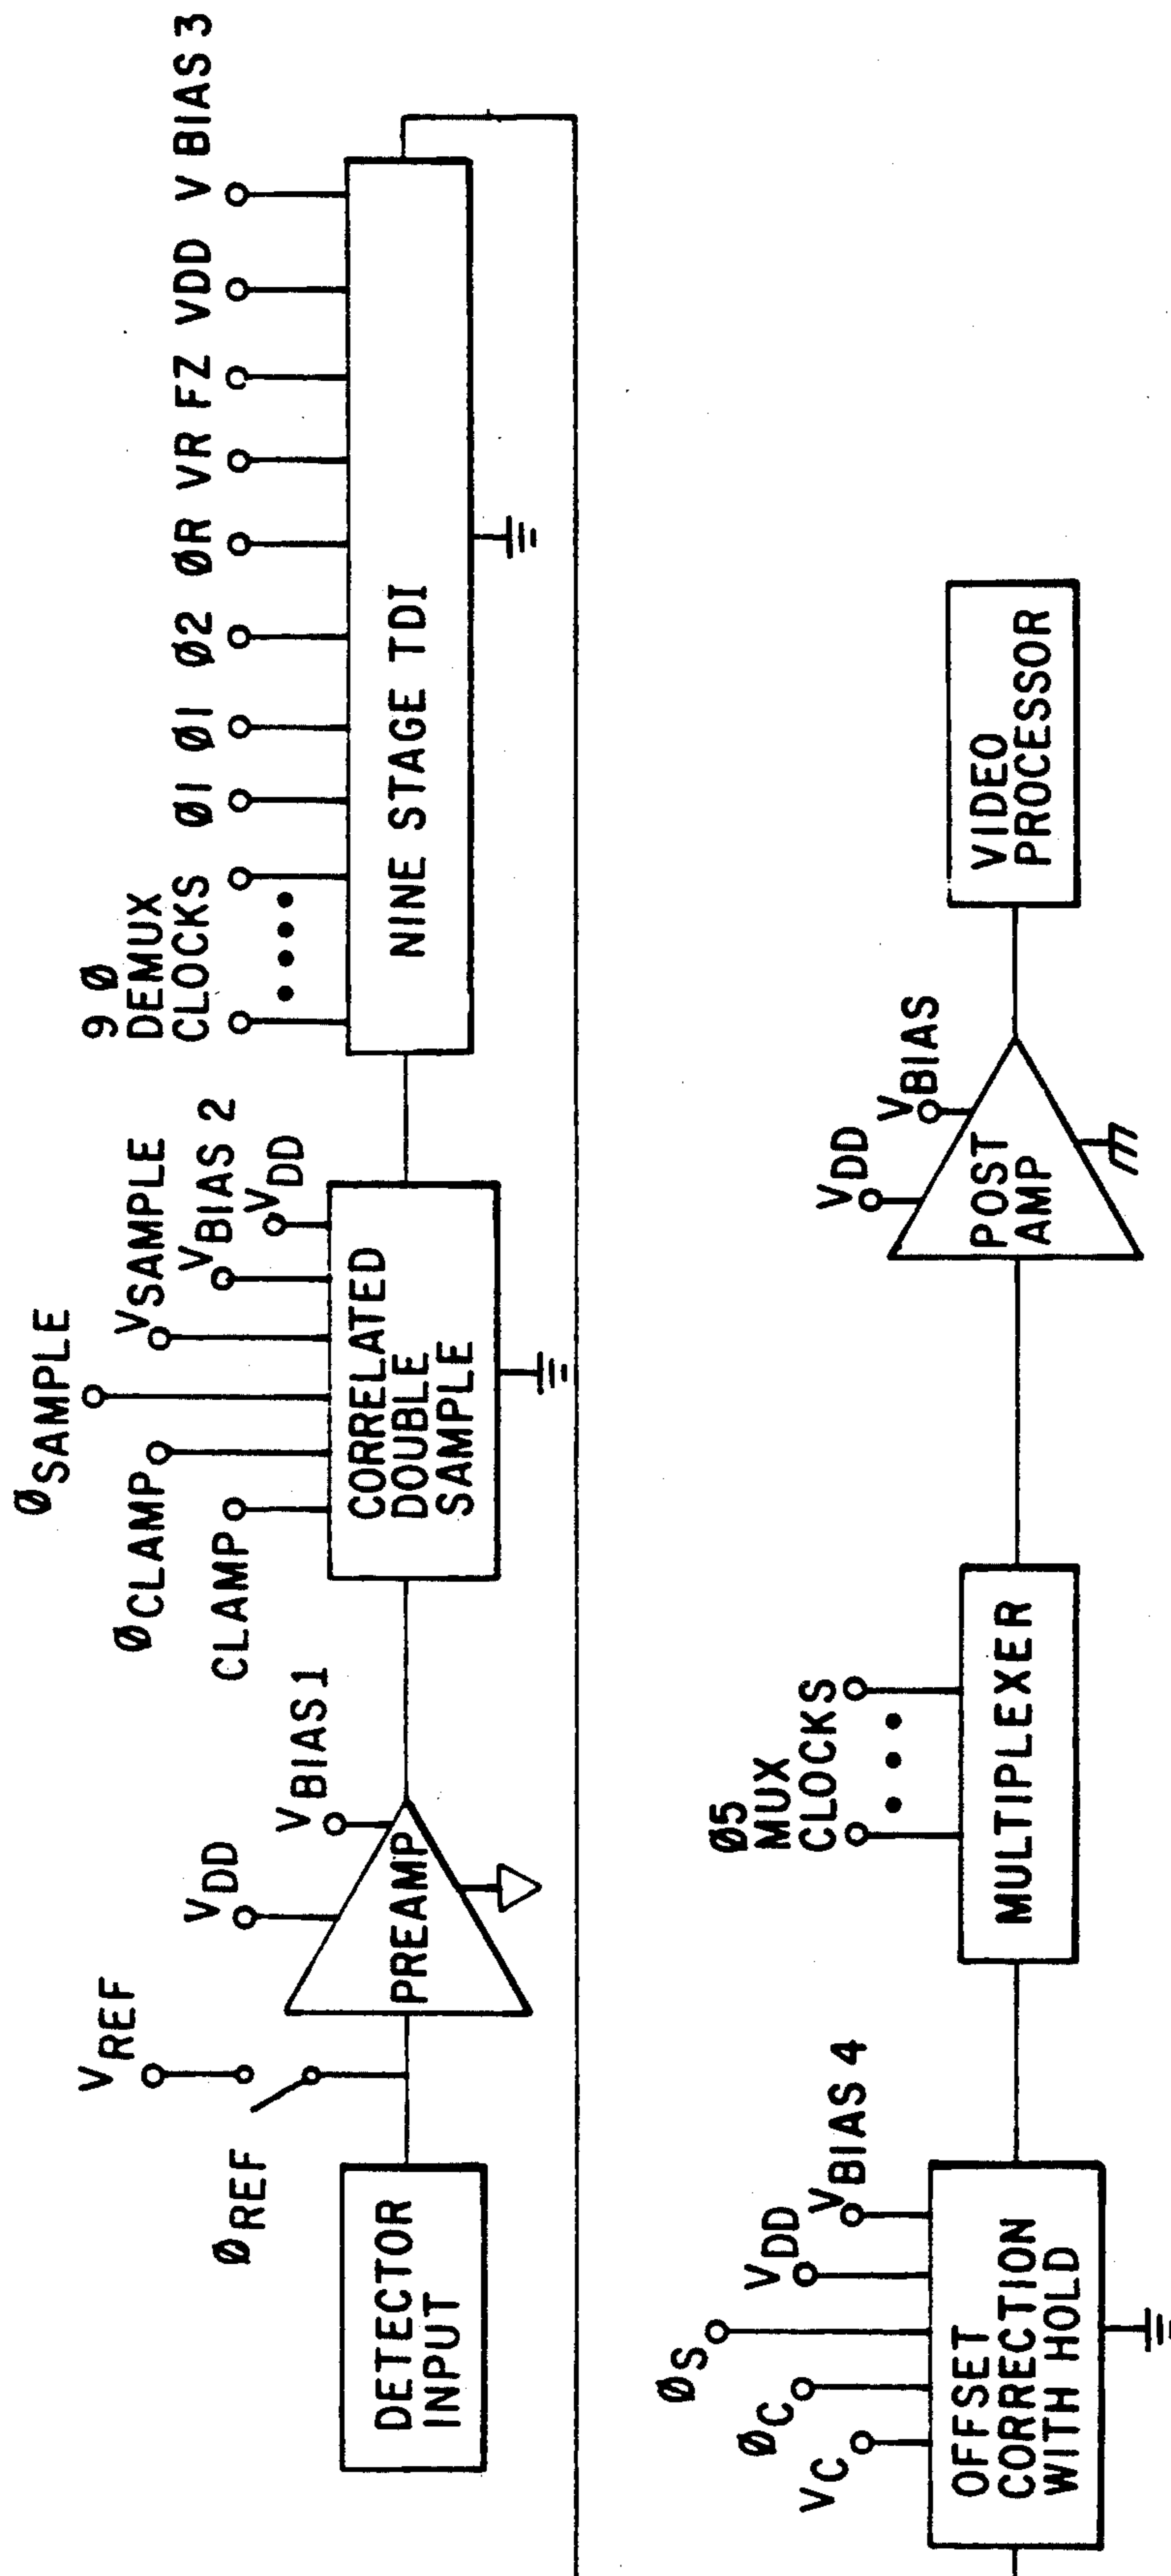 DETECTOR
INPUT
ØREF
VREF
PREAMP
VDD
VBIAS 1
CORRELATED
DOUBLE
SAMPLE
CLAMP
ØCLAMP
ØSAMPLE
VSAMPLE
VBIAS 2
VDD
NINE STAGE TDI
9 Ø
DEMUX
CLOCKS
Ø1
Ø1
Ø2
ØR
VR
FZ
VDD
V BIAS 3
OFFSET
CORRECTION
WITH HOLD
VC
ØC
ØS
VDD
VBIAS 4
MULTIPLEXER
Ø5
MUX
CLOCKS
POST
AMP
VDD
VBIAS
VIDEO
PROCESSOR